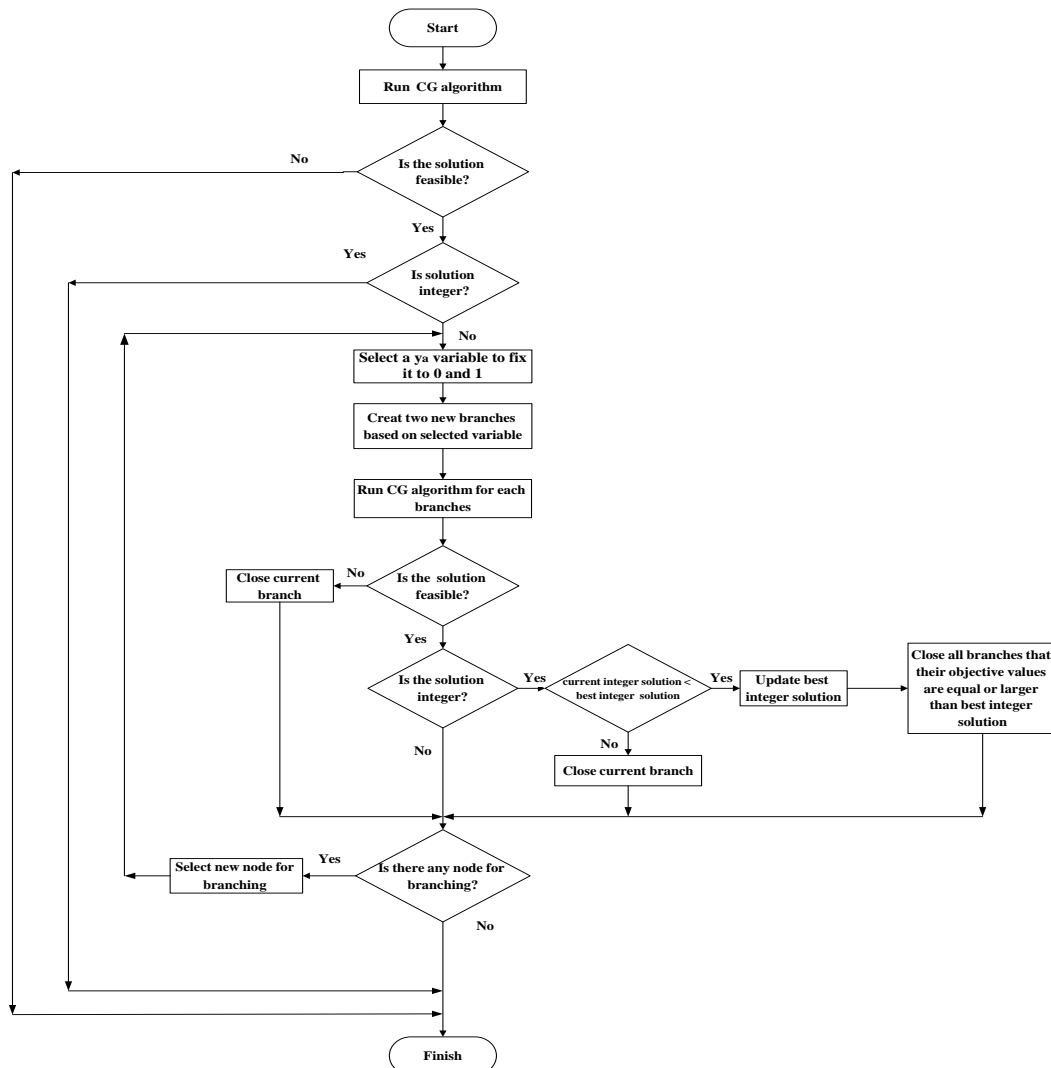 Start
Run CG algorithm
Is the solution
feasible?
No
Yes
Yes
Is solution
integer?
No
Select a ya variable to fix
it to 0 and 1
Creat two new branches
based on selected variable
Run CG algorithm for each
branches
Is the solution
feasible?
No
Close current
branch
Yes
Is the solution
integer?
Yes
current integer solution <
best integer solution
Yes
Update best
integer solution
Close all branches that
their objective values
are equal or larger
than best integer
solution
No
No
Close current branch
Is there any node for
branching?
Yes
Select new node for
branching
No
Finish